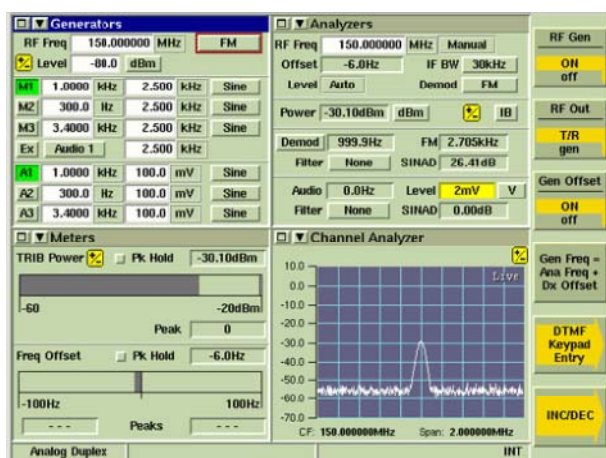 Generators
RF Freq 150.000000 MHz FM
Level -80.0 dBm
M1 1.0000 kHz 2.500 kHz Sine
M2 300.0 Hz 2.500 kHz Sine
M3 3.4000 kHz 2.500 kHz Sine
Ex Audio 1 2.500 kHz
A1 1.0000 kHz 100.0 mV Sine
A2 300.0 Hz 100.0 mV Sine
A3 3.4000 kHz 100.0 mV Sine
Analyzers
RF Freq 150.000000 MHz Manual
Offset -6.0Hz IF BW 30kHz
Level Auto Demod FM
Power -30.10dBm dBm IB
Demod 999.9Hz FM 2.705kHz
Filter None SINAD 26.41dB
Audio 0.0Hz Level 2mV V
Filter None SINAD 0.00dB
Meters
TRIB Power Pk Hold -30.10dBm
-60 -20dBm
Peak 0
Freq Offset Pk Hold -6.0Hz
-100Hz 100Hz
--- Peaks ---
Channel Analyzer
Live
10.0
0.0
-10.0
-20.0
-30.0
-40.0
-50.0
-60.0
-70.0
CF: 150.000000MHz Span: 2.000000MHz
RF Gen
ON
off
RF Out
T/R
gen
Gen Offset
ON
off
Gen Freq =
Ana Freq +
Dx Offset
DTMF
Keypad
Entry
INC/DEC
Analog Duplex INT